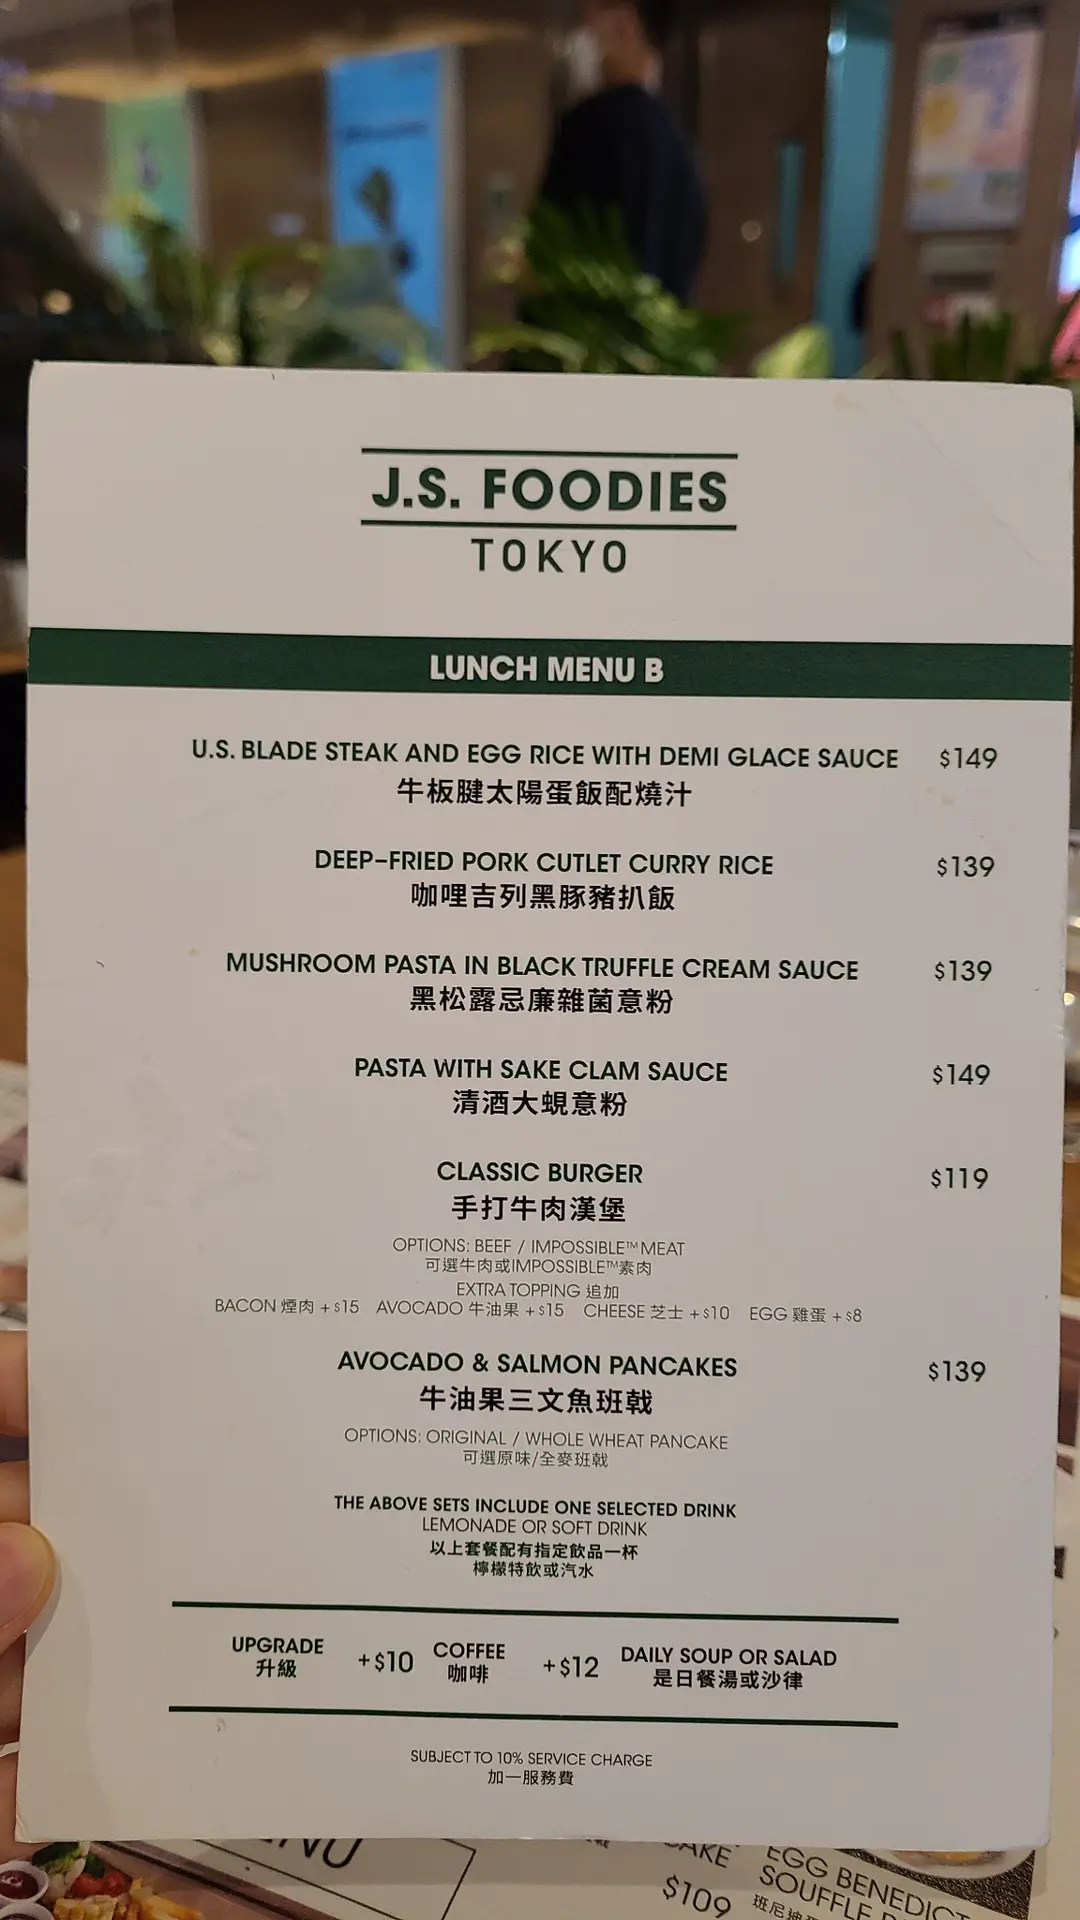 J.S. FOODIES
TOKYO
LUNCH MENU B
U.S. BLADE STEAK AND EGG RICE WITH DEMI GLACE SAUCE $149
牛板腱太陽蛋飯配燒汁
DEEP-FRIED PORK CUTLET CURRY RICE $139
咖哩吉列黑豚豬扒飯
MUSHROOM PASTA IN BLACK TRUFFLE CREAM SAUCE $139
黑松露忌廉雜菌意粉
PASTA WITH SAKE CLAM SAUCE $149
清酒大蜆意粉
CLASSIC BURGER $119
手打牛肉漢堡
OPTIONS: BEEF / IMPOSSIBLE™ MEAT
可選牛肉或IMPOSSIBLE™素肉
EXTRA TOPPING 追加
BACON 煙肉 +$15 AVOCADO 牛油果 +$15 CHEESE 芝士 +$10 EGG 雞蛋 +$8
AVOCADO & SALMON PANCAKES $139
牛油果三文魚班戟
OPTIONS: ORIGINAL / WHOLE WHEAT PANCAKE
可選原味/全麥班戟
THE ABOVE SETS INCLUDE ONE SELECTED DRINK
LEMONADE OR SOFT DRINK
以上套餐配有指定飲品一杯
檸檬特飲或汽水
UPGRADE +$10 COFFEE +$12 DAILY SOUP OR SALAD
升級 咖啡 是日餐湯或沙律
SUBJECT TO 10% SERVICE CHARGE
加一服務費
ENU
CAKE
$109
EGG BENEDICT
SOUFFLE
班尼迪